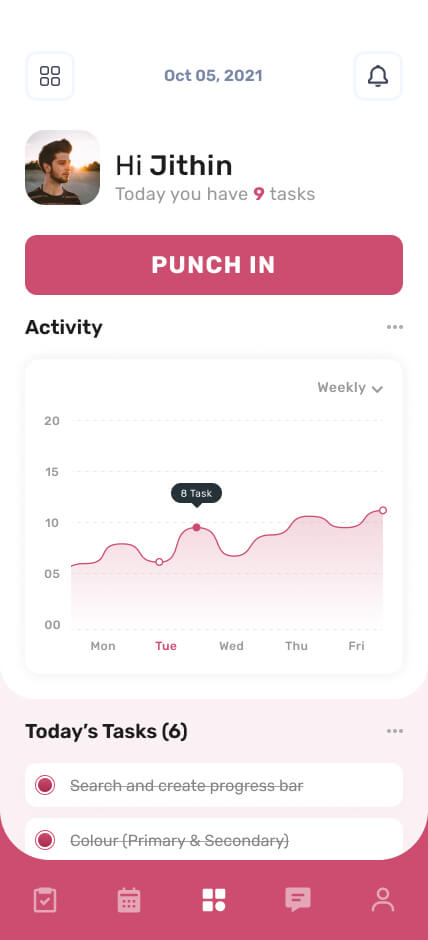 Oct 05, 2021
Hi Jithin
Today you have 9 tasks
PUNCH IN
Activity
Weekly
20
15
10
05
00
8 Task
Mon Tue Wed Thu Fri
Today’s Tasks (6)
Search and create progress bar
Colour (Primary & Secondary)